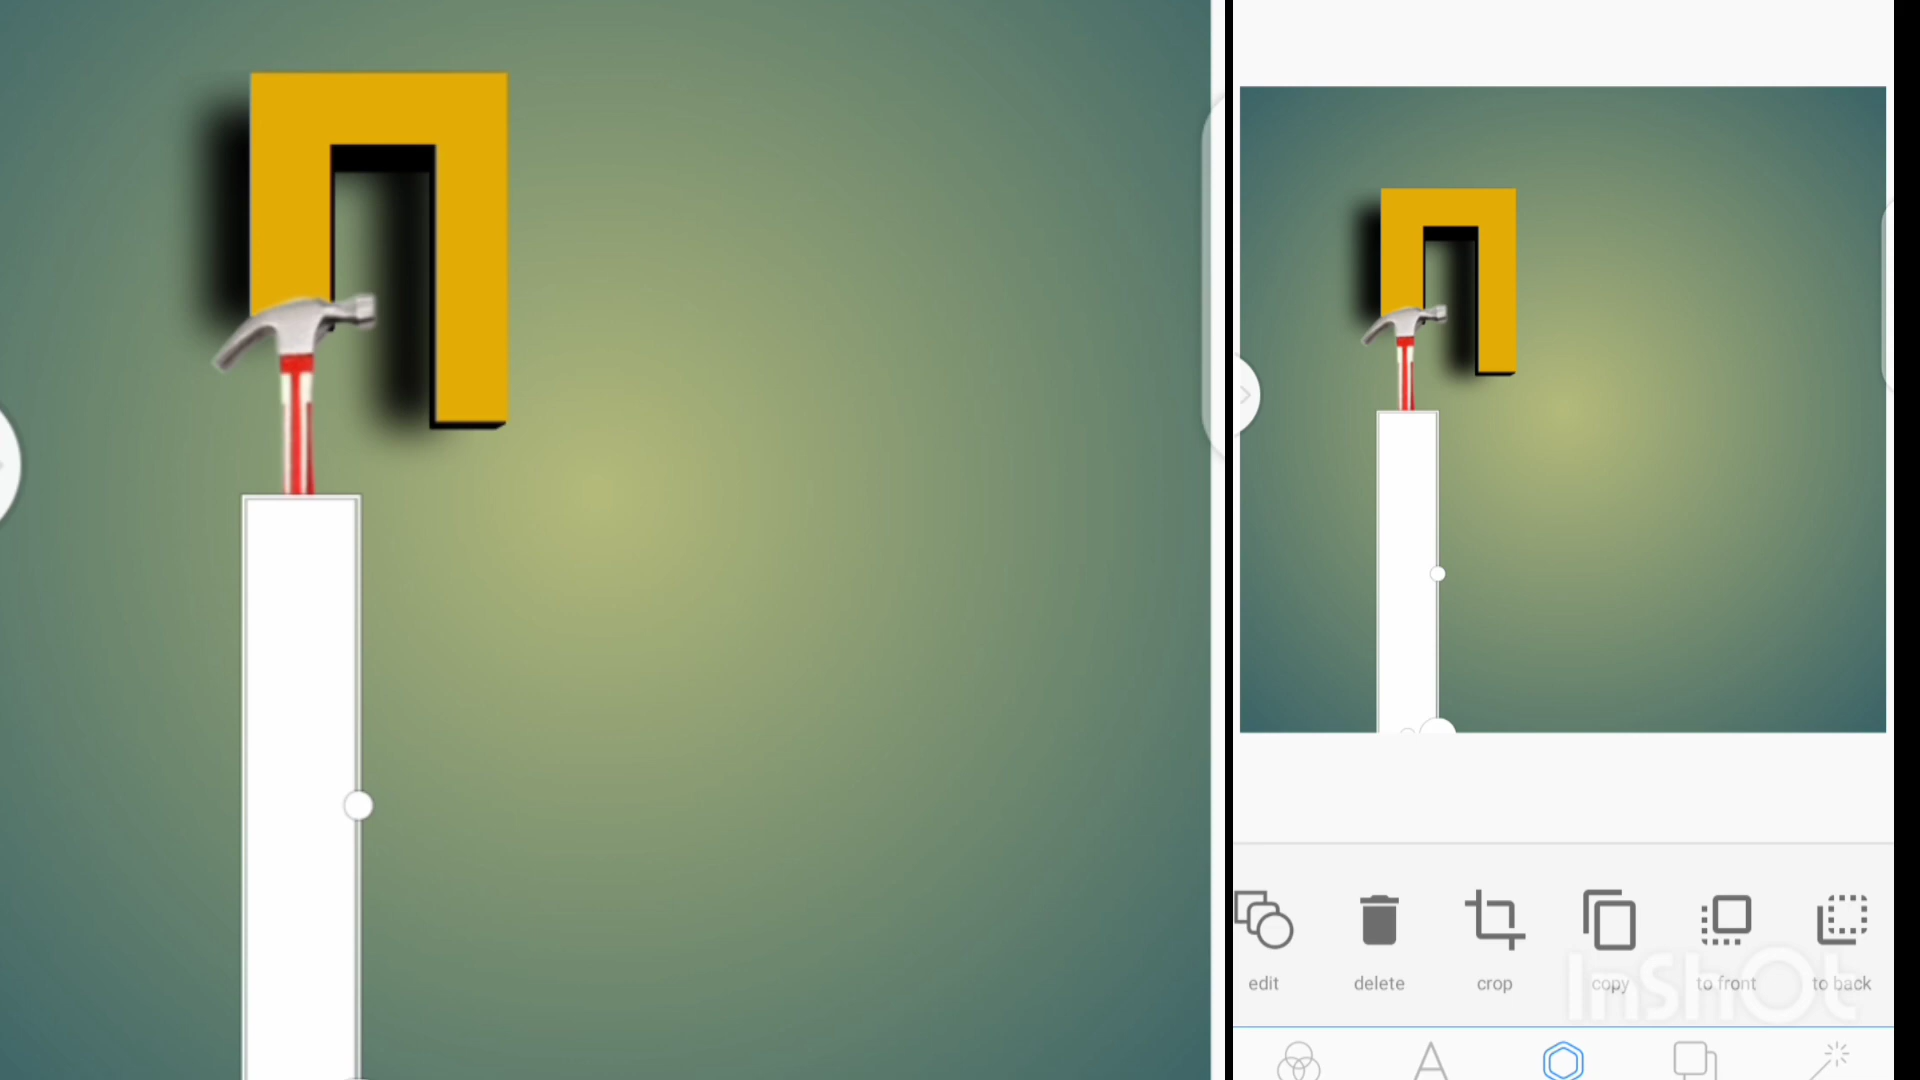 edit
delete
crop
copy
to front
to back
InShOt